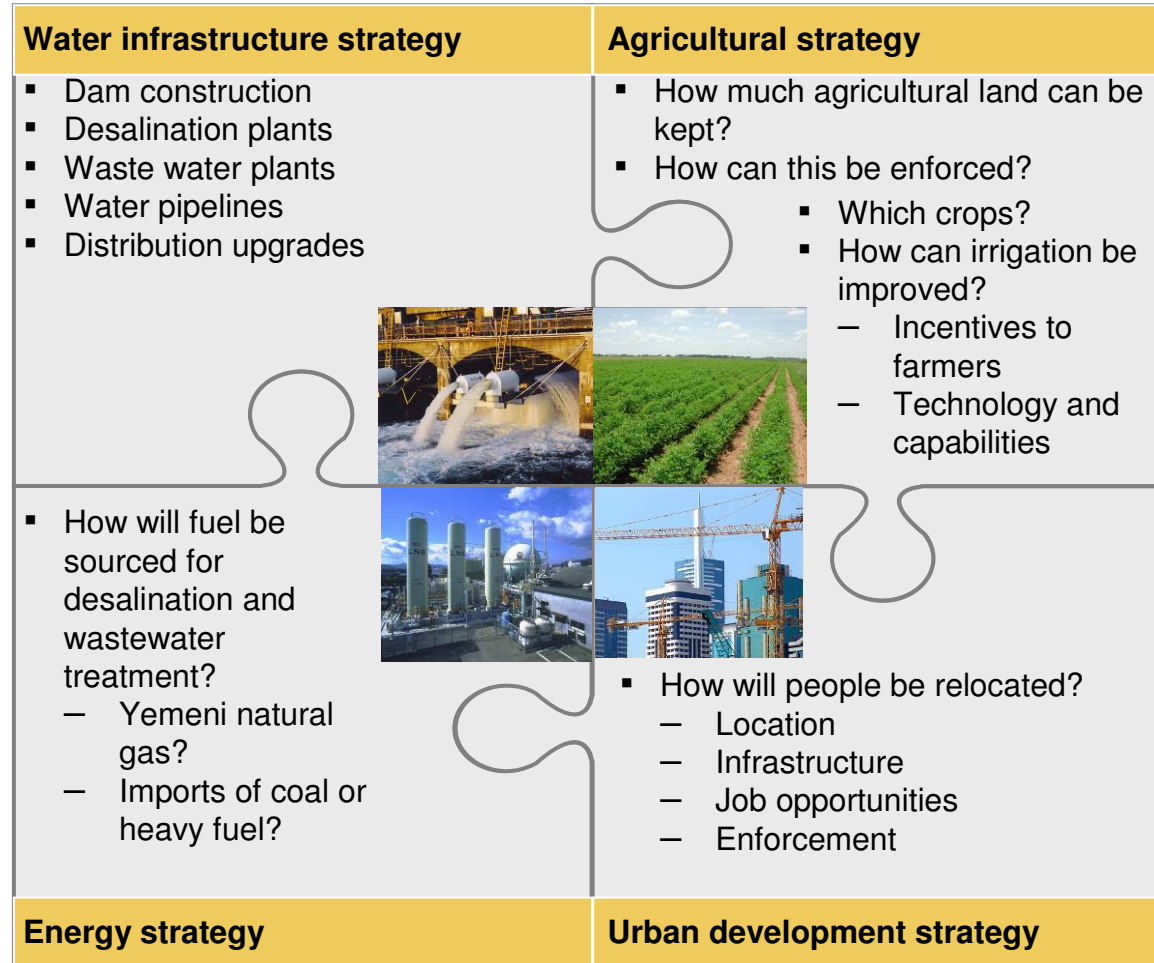 Water infrastructure strategy
▪ Dam construction
▪ Desalination plants
▪ Waste water plants
▪ Water pipelines
▪ Distribution upgrades
Agricultural strategy
▪ How much agricultural land can be
kept?
▪ How can this be enforced?
▪ Which crops?
▪ How can irrigation be
improved?
– Incentives to
farmers
– Technology and
capabilities
▪ How will fuel be
sourced for
desalination and
wastewater
treatment?
– Yemeni natural
gas?
– Imports of coal or
heavy fuel?
Energy strategy
LNG
LNG
LNG
▪ How will people be relocated?
– Location
– Infrastructure
– Job opportunities
– Enforcement
Urban development strategy